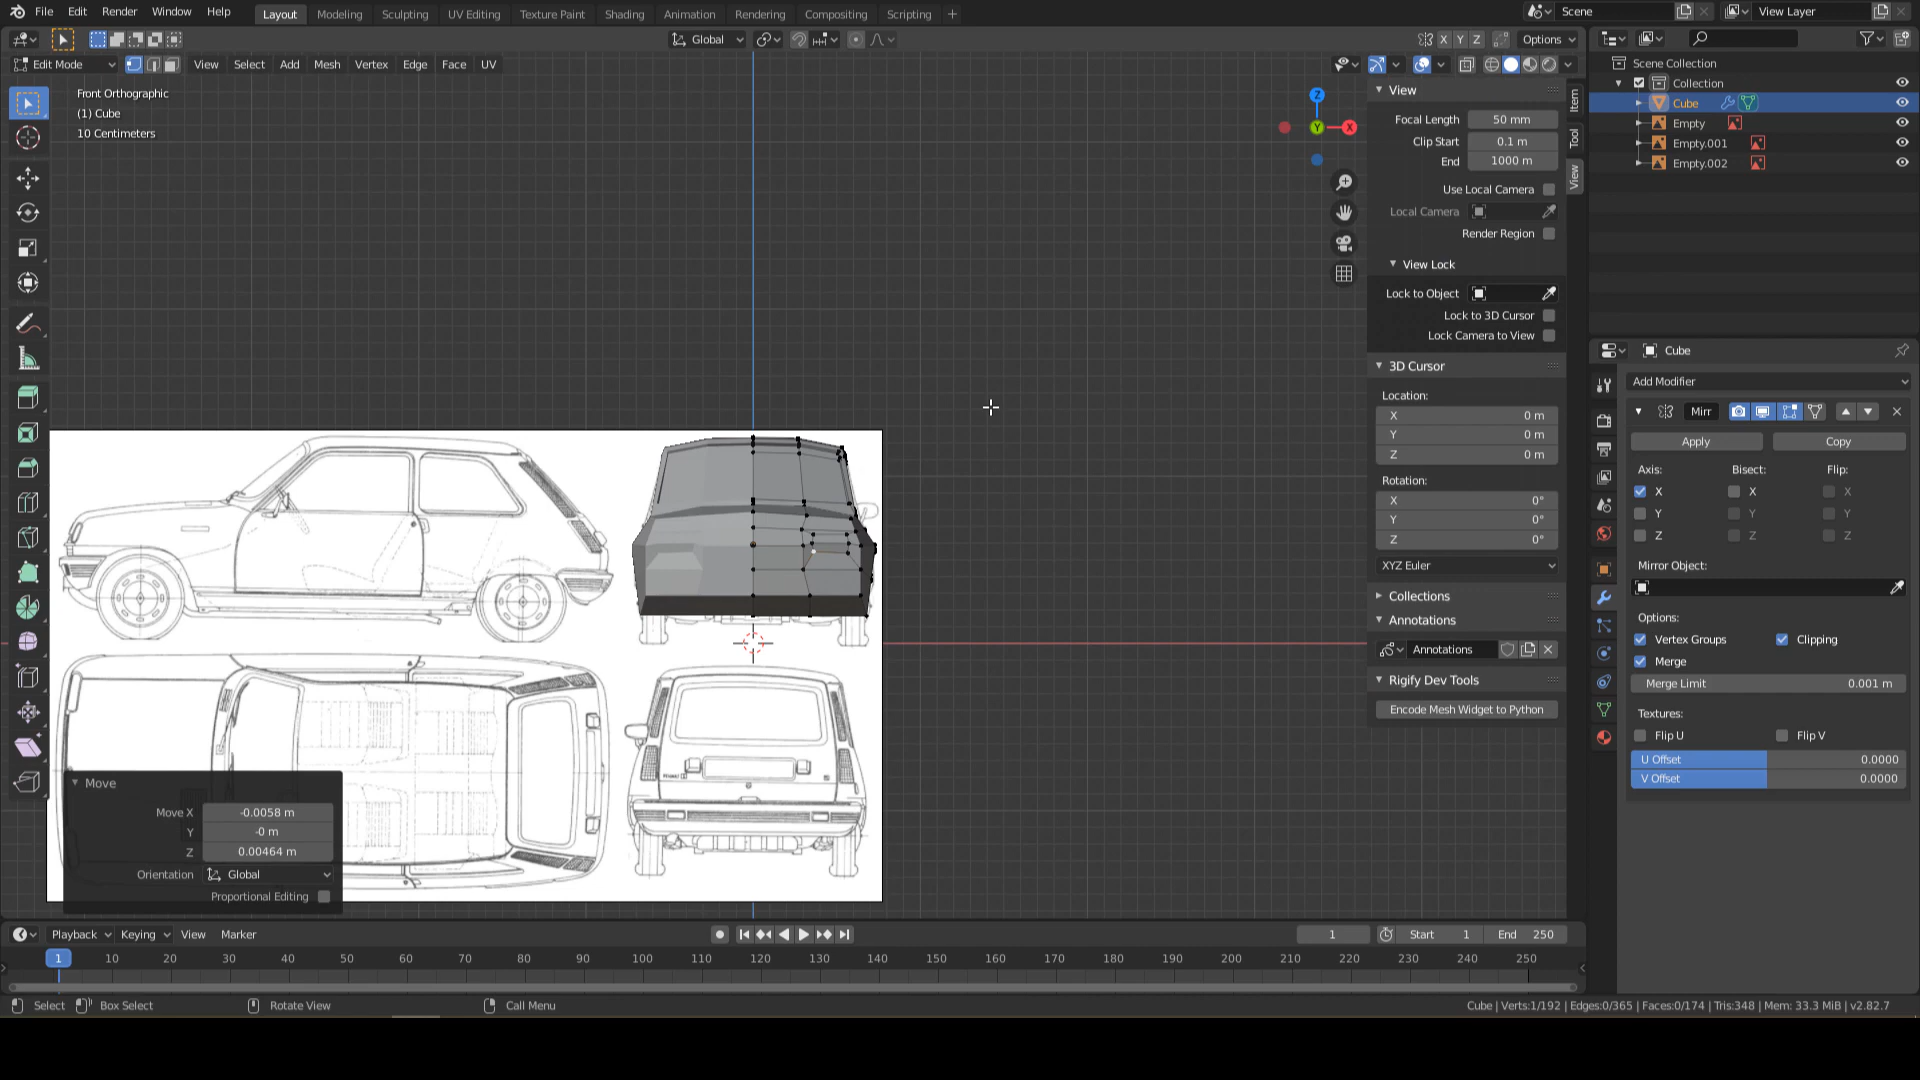 File Edit Render Window Help Layout Modeling Sculpting UV Editing Texture Paint Shading Animation Rendering Compositing Scripting + Scene View Layer
Global X Y Z Options
Edit Mode View Select Add Mesh Vertex Edge Face UV
Front Orthographic
(1) Cube
10 Centimeters
Z
Y
X
View
Focal Length 50 mm
Clip Start 0.1 m
End 1000 m
Use Local Camera
Local Camera
Render Region
View Lock
Lock to Object
Lock to 3D Cursor
Lock Camera to View
3D Cursor
Location:
X 0 m
Y 0 m
Z 0 m
Rotation:
X 0°
Y 0°
Z 0°
XYZ Euler
Collections
Annotations
Annotations
Rigify Dev Tools
Encode Mesh Widget to Python
Item
Tool
View
Scene Collection
Collection
Cube
Empty
Empty.001
Empty.002
Cube
Add Modifier
Mirr
Apply Copy
Axis: Bisect: Flip:
X X X
Y Y Y
Z Z Z
Mirror Object:
Options:
Vertex Groups Clipping
Merge
Merge Limit 0.001 m
Textures:
Flip U Flip V
U Offset 0.0000
V Offset 0.0000
Move
Move X -0.0058 m
Y -0 m
Z 0.00464 m
Orientation Global
Proportional Editing
Playback Keying View Marker 1 Start 1 End 250
1 10 20 30 40 50 60 70 80 90 100 110 120 130 140 150 160 170 180 190 200 210 220 230 240 250
Select Box Select Rotate View Call Menu Cube | Verts:1/192 | Edges:0/365 | Faces:0/174 | Tris:348 | Mem: 33.3 MiB | v2.82.7